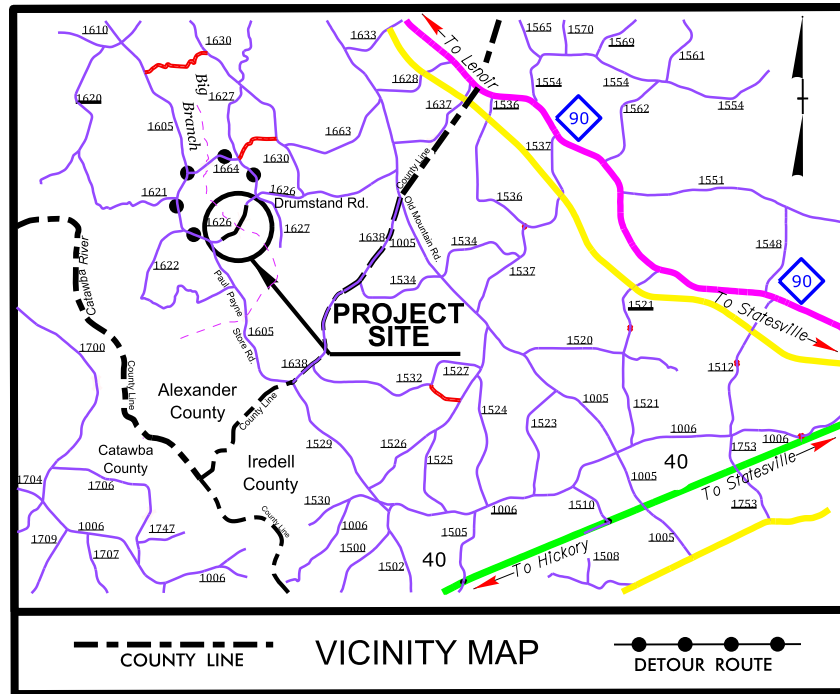 1610
1630
1633
To Lenoir
1565
1570
1569
1561
1620
Big
Branch
1627
1605
1628
1637
1536
1554
1554
1554
1562
90
1663
1664
1630
1537
1621
1626
Drumstand Rd.
1626
1627
County Line
Old Mountain Rd.
1638
1005
1536
1551
1534
1534
1537
1548
90
Catawba River
1622
Paul Payne
Store Rd.
1605
PROJECT
SITE
1521
To Statesville
1700
County Line
1638
1520
1512
Alexander
County
County Line
1532
1527
1005
1521
1524
1523
1529
1006
1753
1006
Catawba
County
Iredell
County
1526
1525
40
To Statesville
1005
1704
1706
1530
1006
1510
1753
County Line
1006
1747
1709
1707
1006
1006
1500
1502
1505
40
To Hickory
1508
1005
COUNTY LINE
VICINITY MAP
DETOUR ROUTE